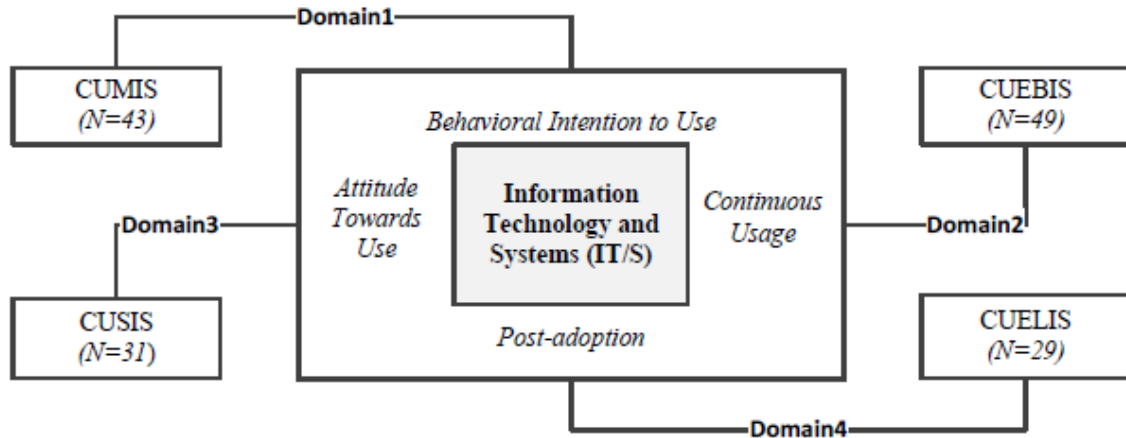 Domain1
CUMIS
(N=43)
CUEBIS
(N=49)
Behavioral Intention to Use
Attitude
Towards
Use
Information
Technology and
Systems (IT/S)
Continuous
Usage
Domain3
Domain2
CUSIS
(N=31)
CUELIS
(N=29)
Post-adoption
Domain4